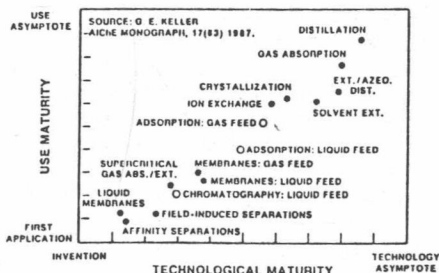 USE
ASYMPTOTE
SOURCE: G. E. KELLER
AIChE MONOGRAPH, 17(83) 1987.
DISTILLATION
GAS ABSORPTION
EXT./AZEO.
DIST.
CRYSTALLIZATION
ION EXCHANGE
SOLVENT EXT.
ADSORPTION: GAS FEED
ADSORPTION: LIQUID FEED
SUPERCRITICAL
GAS ABS./EXT.
MEMBRANES: GAS FEED
MEMBRANES: LIQUID FEED
LIQUID
MEMBRANES
CHROMATOGRAPHY: LIQUID FEED
FIELD-INDUCED SEPARATIONS
AFFINITY SEPARATIONS
USE MATURITY
FIRST
APPLICATION
INVENTION
TECHNOLOGY
ASYMPTOTE
TECHNOLOGICAL MATURITY